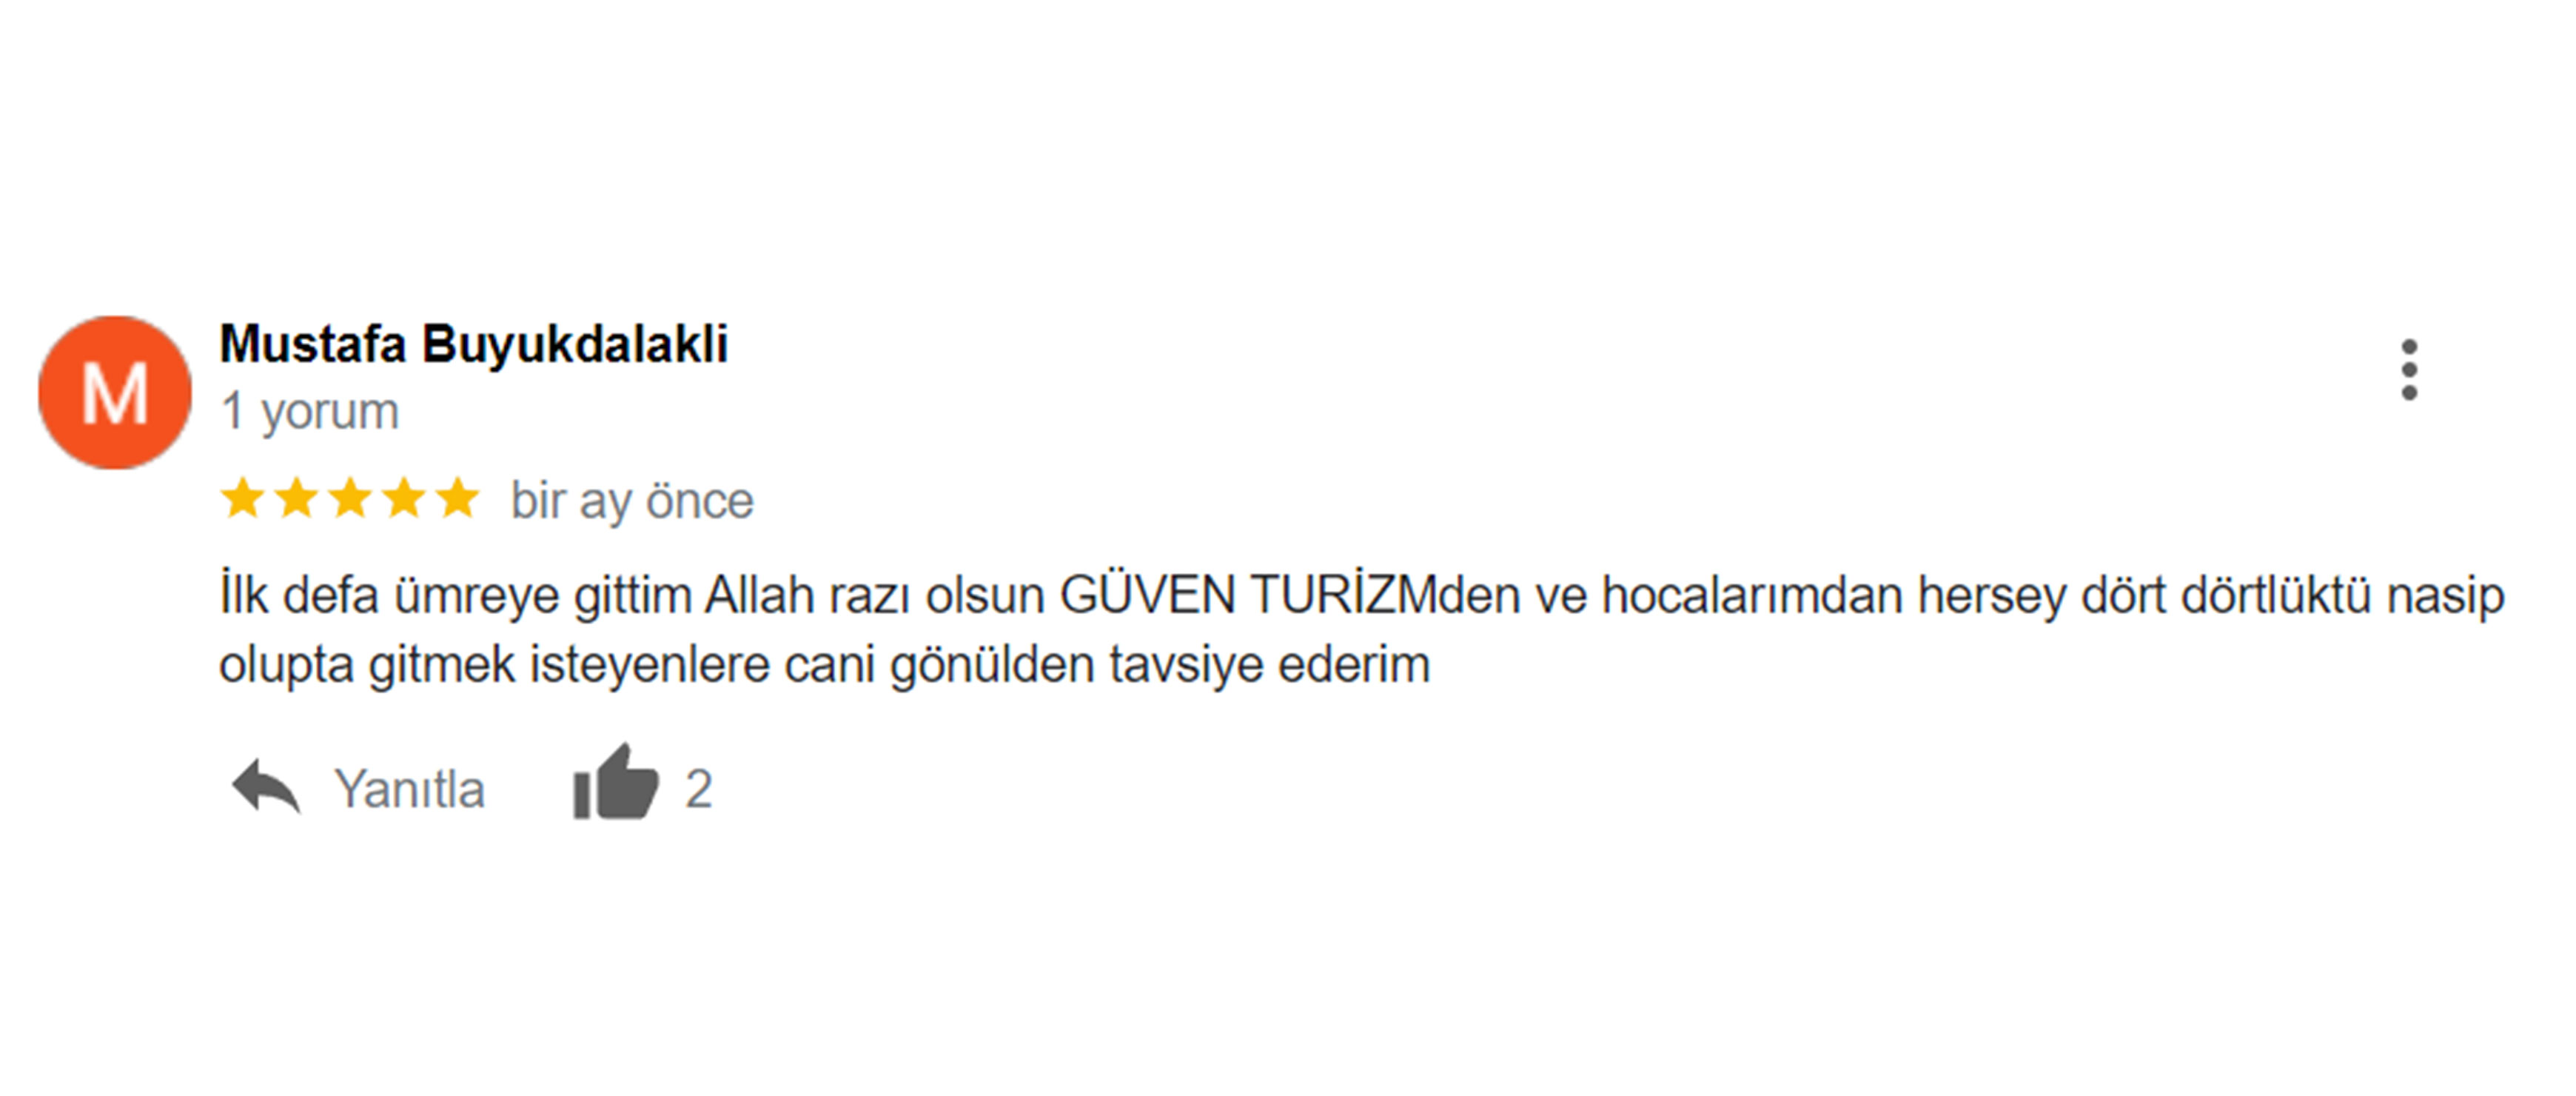 M
Mustafa Buyukdalakli
1 yorum
bir ay önce
İlk defa ümreye gittim Allah razı olsun GÜVEN TURİZMden ve hocalarımdan hersey dört dörtlüktü nasip
olupta gitmek isteyenlere cani gönülden tavsiye ederim
Yanıtla 2